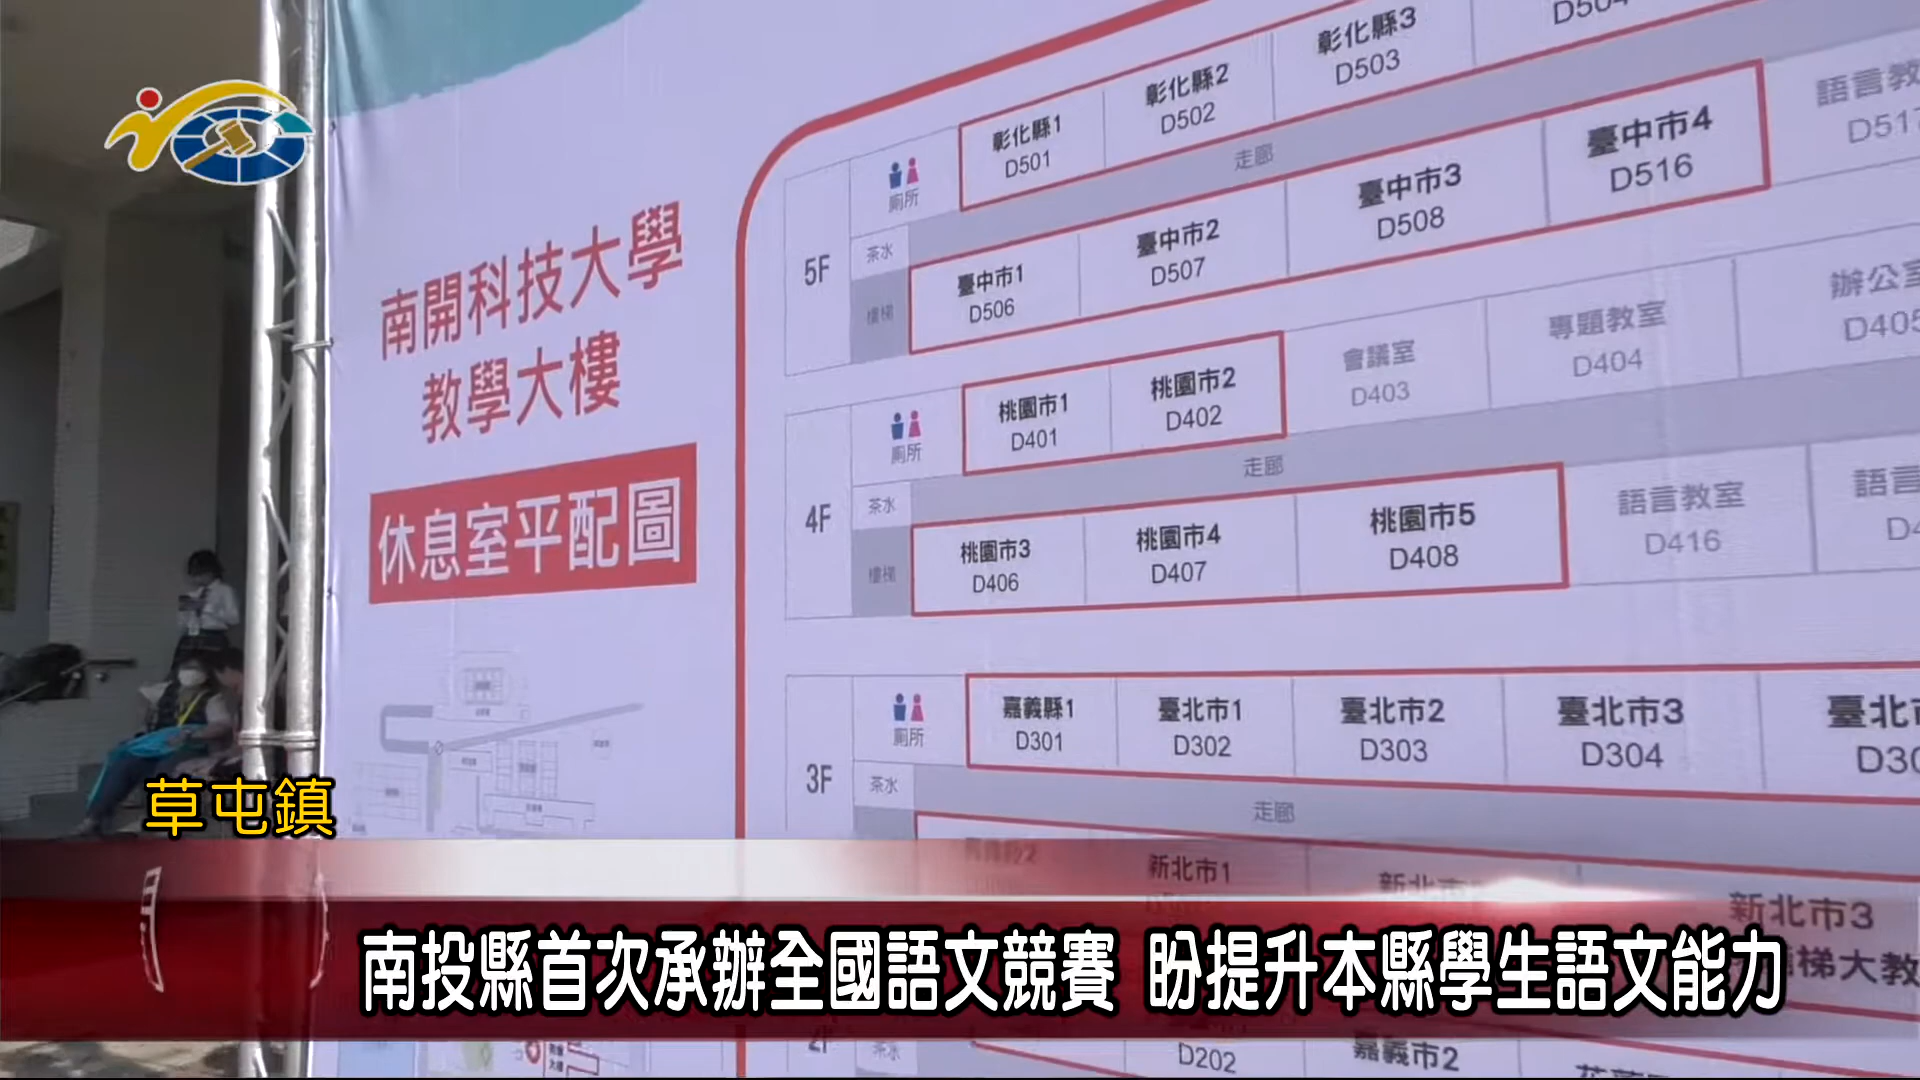 南開科技大學
教學大樓
休息室平配圖
5F
廁所
茶水
樓梯
彰化縣1
D501
彰化縣2
D502
彰化縣3
D503
走廊
臺中市1
D506
臺中市2
D507
臺中市3
D508
臺中市4
D516
4F
廁所
茶水
樓梯
桃園市1
D401
桃園市2
D402
會議室
D403
專題教室
D404
辦公室
走廊
桃園市3
D406
桃園市4
D407
桃園市5
D408
語言教室
D416
3F
廁所
茶水
嘉義縣1
D301
臺北市1
D302
臺北市2
D303
臺北市3
D304
走廊
新北市1
新北市3
草屯鎮
南投縣首次承辦全國語文競賽 盼提升本縣學生語文能力
茶水
D202
嘉義市2